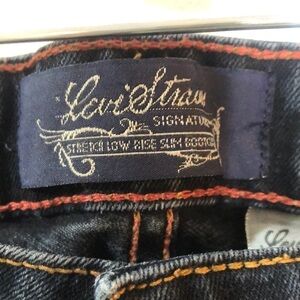 Levi Strauss
SIGNATURE
STRETCH LOW RISE SLIM BOOTCUT